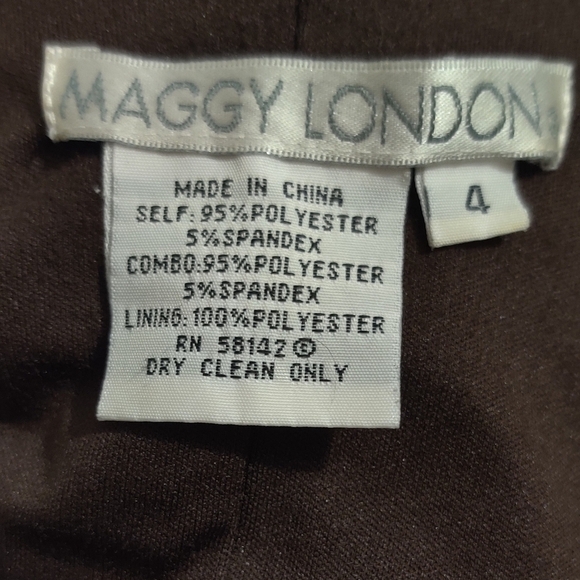 MAGGY LONDON
4
MADE IN CHINA
SELF: 95%POLYESTER
5%SPANDEX
COMBO:95%POLYESTER
5%SPANDEX
LINING:100%POLYESTER
RN 58142 ©
DRY CLEAN ONLY